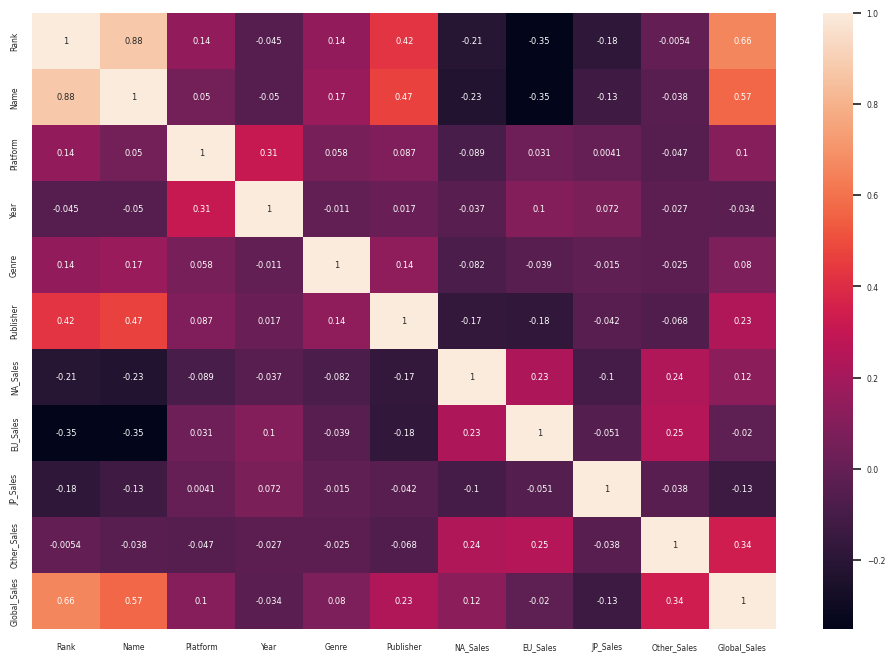 Rank 1 0.88 0.14 -0.045 0.14 0.42 -0.21 -0.35 -0.18 -0.0054 0.66
Name 0.88 1 0.05 -0.05 0.17 0.47 -0.23 -0.35 -0.13 -0.038 0.57
Platform 0.14 0.05 1 0.31 0.058 0.087 -0.089 0.031 0.0041 -0.047 0.1
Year -0.045 -0.05 0.31 1 -0.011 0.017 -0.037 0.1 0.072 -0.027 -0.034
Genre 0.14 0.17 0.058 -0.011 1 0.14 -0.082 -0.039 -0.015 -0.025 0.08
Publisher 0.42 0.47 0.087 0.017 0.14 1 -0.17 -0.18 -0.042 -0.068 0.23
NA_Sales -0.21 -0.23 -0.089 -0.037 -0.082 -0.17 1 0.23 -0.1 0.24 0.12
EU_Sales -0.35 -0.35 0.031 0.1 -0.039 -0.18 0.23 1 -0.051 0.25 -0.02
JP_Sales -0.18 -0.13 0.0041 0.072 -0.015 -0.042 -0.1 -0.051 1 -0.038 -0.13
Other_Sales -0.0054 -0.038 -0.047 -0.027 -0.025 -0.068 0.24 0.25 -0.038 1 0.34
Global_Sales 0.66 0.57 0.1 -0.034 0.08 0.23 0.12 -0.02 -0.13 0.34 1
Rank Name Platform Year Genre Publisher NA_Sales EU_Sales JP_Sales Other_Sales Global_Sales
1.0
0.8
0.6
0.4
0.2
0.0
−0.2